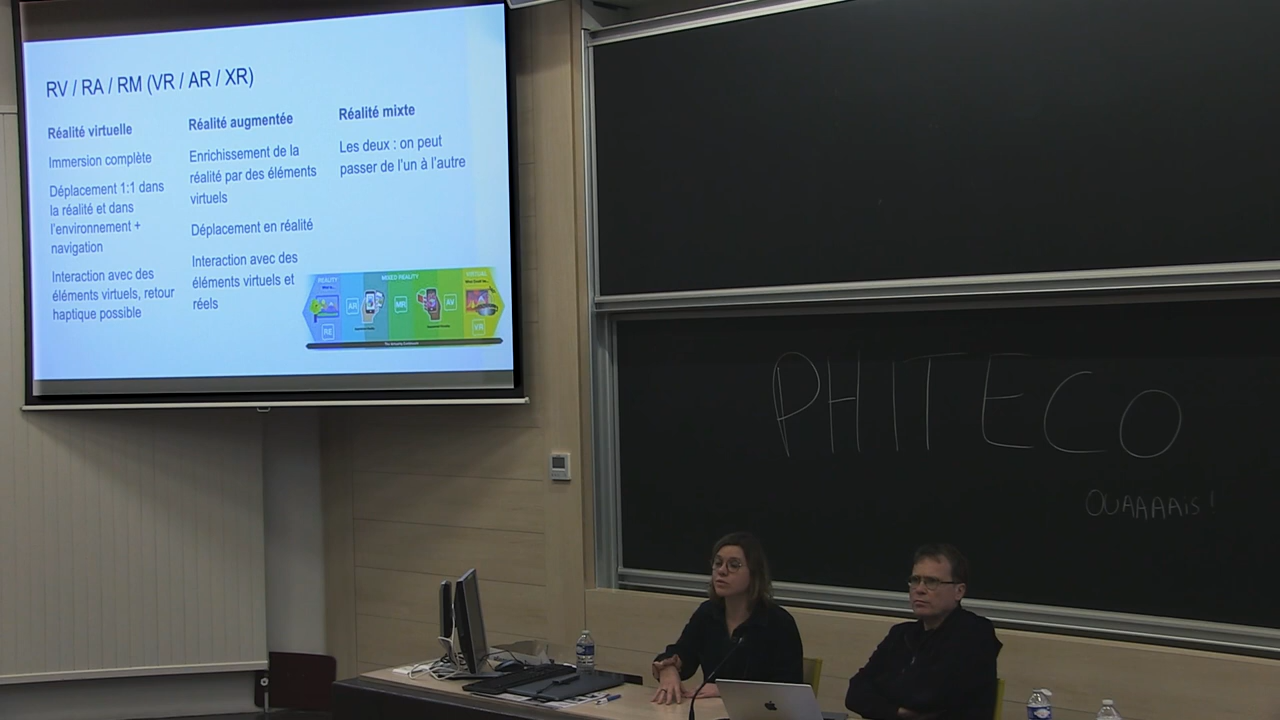 RV / RA / RM (VR / AR / XR)
Réalité virtuelle
Immersion complète
Déplacement 1:1 dans
la réalité et dans
l'environnement +
navigation
Interaction avec des
éléments virtuels, retour
haptique possible
Réalité augmentée
Enrichissement de la
réalité par des éléments
virtuels
Déplacement en réalité
Interaction avec des
éléments virtuels et
réels
Réalité mixte
Les deux : on peut
passer de l'un à l'autre
REALITY
MIXED REALITY
VIRTUAL
AR
MR
AV
RE
VR
PHITECO
OUAAAAis !